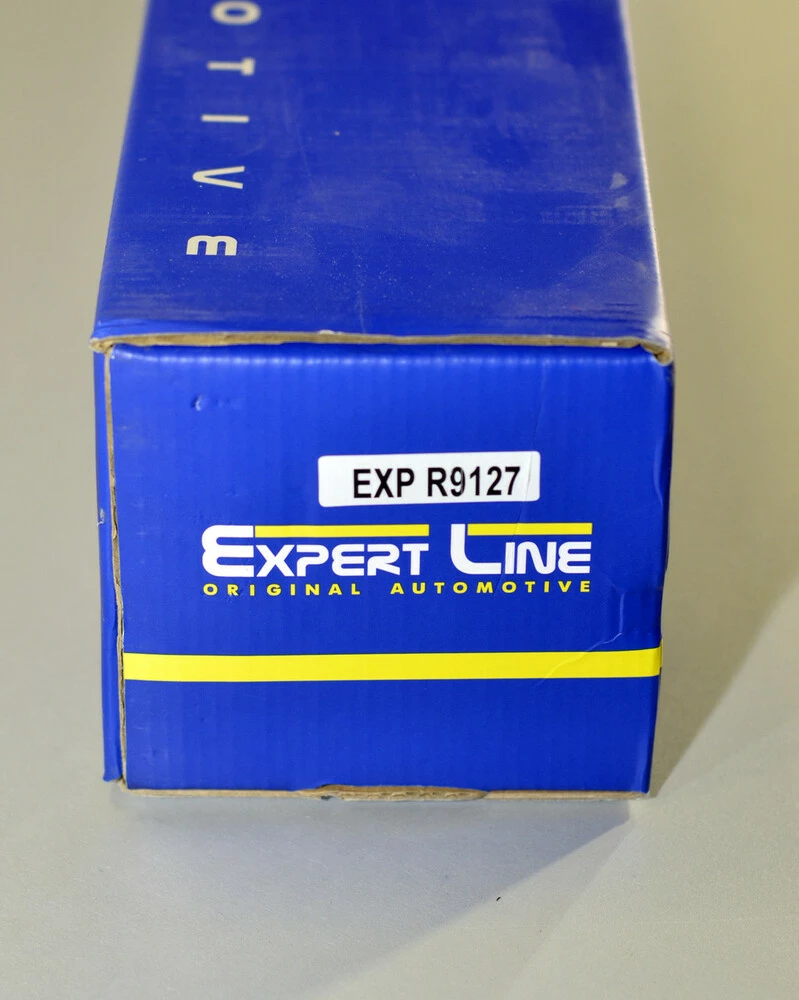 OTIVE
EXP R9127
EXPERT LINE
ORIGINAL AUTOMOTIVE